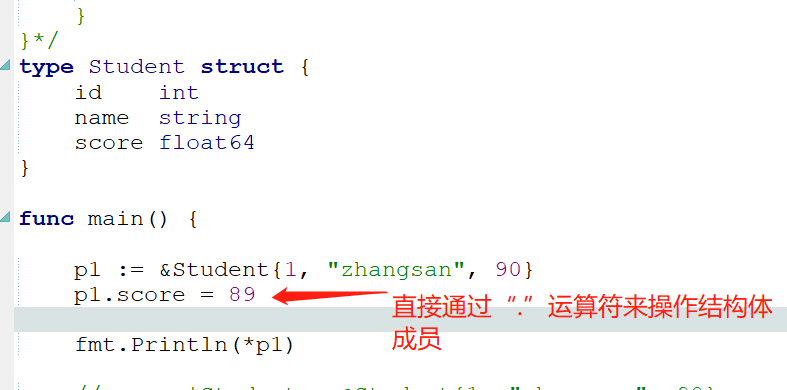 }
}*/
type Student struct {
id int
name string
score float64
}
func main() {
p1 := &Student{1, "zhangsan", 90}
p1.score = 89
直接通过“.”运算符来操作结构体
成员
fmt.Println(*p1)